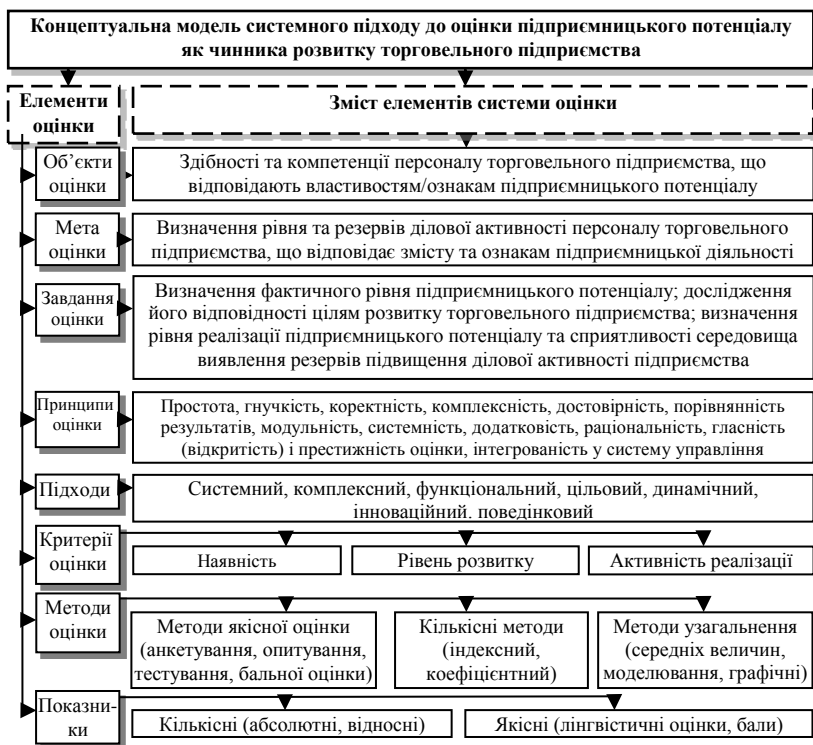 Концептуальна модель системного підходу до оцінки підприємницького потенціалу
як чинника розвитку торговельного підприємства
Елементи
оцінки
Зміст елементів системи оцінки
Об’єкти
оцінки
Здібності та компетенції персоналу торговельного підприємства, що
відповідають властивостям/ознакам підприємницького потенціалу
Мета
оцінки
Визначення рівня та резервів ділової активності персоналу торговельного
підприємства, що відповідає змісту та ознакам підприємницької діяльності
Завдання
оцінки
Визначення фактичного рівня підприємницького потенціалу; дослідження
його відповідності цілям розвитку торговельного підприємства; визначення
рівня реалізації підприємницького потенціалу та сприятливості середовища
виявлення резервів підвищення ділової активності підприємства
Принципи
оцінки
Простота, гнучкість, коректність, комплексність, достовірність, порівнянність
результатів, модульність, системність, додатковість, раціональність, гласність
(відкритість) і престижність оцінки, інтегрованість у систему управління
Підходи
Системний, комплексний, функціональний, цільовий, динамічний,
інноваційний, поведінковий
Критерії
оцінки
Наявність
Рівень розвитку
Активність реалізації
Методи
оцінки
Методи якісної оцінки
(анкетування, опитування,
тестування, бальної оцінки)
Кількісні методи
(індексний,
коефіцієнтний)
Методи узагальнення
(середніх величин,
моделювання, графічні)
Показни-
ки
Кількісні (абсолютні, відносні)
Якісні (лінгвістичні оцінки, бали)